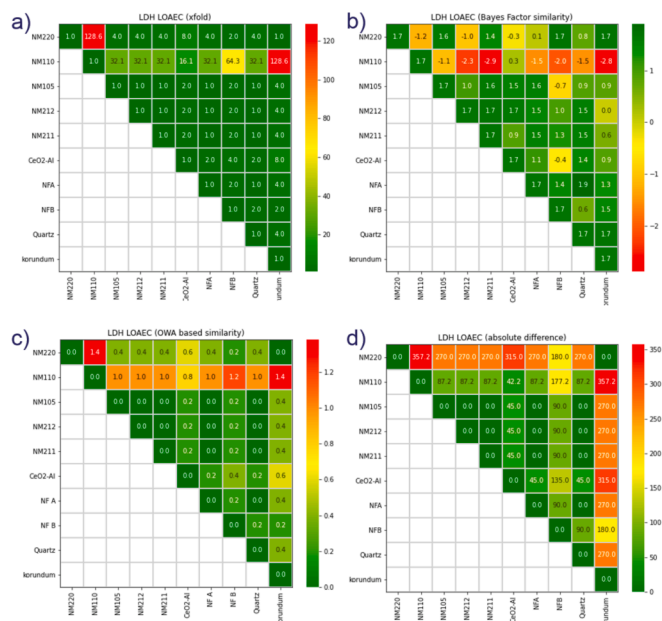 a)
LDH LOAEC (xfold)
NM220 1.0 128.6 4.0 4.0 4.0 8.0 4.0 2.0 4.0 1.0
NM110 1.0 32.1 32.1 32.1 16.1 32.1 64.3 32.1 128.6
NM105 1.0 1.0 1.0 2.0 1.0 2.0 1.0 4.0
NM212 1.0 1.0 2.0 1.0 2.0 1.0 4.0
NM211 1.0 2.0 1.0 2.0 1.0 4.0
CeO2-Al 1.0 2.0 4.0 2.0 8.0
NFA 1.0 2.0 1.0 4.0
NFB 1.0 2.0 2.0
Quartz 1.0 4.0
korundum 1.0
NM220 NM110 NM105 NM212 NM211 CeO2-Al NFA NFB Quartz undum
120
100
80
60
40
20
b)
LDH LOAEC (Bayes Factor similarity)
NM220 1.7 -1.2 1.6 -1.0 1.4 -0.3 0.1 1.7 0.8 1.7
NM110 1.7 -1.1 -2.3 -2.9 0.3 -1.5 -2.0 -1.5 -2.8
NM105 1.7 1.0 1.6 1.5 1.6 -0.7 0.9 0.9
NM212 1.7 1.7 1.7 1.5 1.0 1.5 0.0
NM211 1.7 0.9 1.5 1.3 1.5 0.6
CeO2-Al 1.7 1.1 -0.4 1.4 0.9
NFA 1.7 1.4 1.9 1.3
NFB 1.7 0.6 1.5
Quartz 1.7 1.7
korundum 1.7
NM220 NM110 NM105 NM212 NM211 CeO2-Al NFA NFB Quartz orundum
1
0
-1
-2
c)
LDH LOAEC (OWA based similarity)
NM220 0.0 1.4 0.4 0.4 0.4 0.6 0.4 0.2 0.4 0.0
NM110 0.0 1.0 1.0 1.0 0.8 1.0 1.2 1.0 1.4
NM105 0.0 0.0 0.0 0.2 0.0 0.2 0.0 0.4
NM212 0.0 0.0 0.2 0.0 0.2 0.0 0.4
NM211 0.0 0.2 0.0 0.2 0.0 0.4
CeO2-Al 0.0 0.2 0.4 0.2 0.6
NF A 0.0 0.2 0.0 0.4
NF B 0.0 0.2 0.2
Quartz 0.0 0.4
korundum 0.0
NM220 NM110 NM105 NM212 NM211 CeO2-Al NF A NF B Quartz orundum
1.2
1.0
0.8
0.6
0.4
0.2
0.0
d)
LDH LOAEC (absolute difference)
NM220 0.0 357.2 270.0 270.0 270.0 315.0 270.0 180.0 270.0 0.0
NM110 0.0 87.2 87.2 87.2 42.2 87.2 177.2 87.2 357.2
NM105 0.0 0.0 0.0 45.0 0.0 90.0 0.0 270.0
NM212 0.0 0.0 45.0 0.0 90.0 0.0 270.0
NM211 0.0 45.0 0.0 90.0 0.0 270.0
CeO2-Al 0.0 45.0 135.0 45.0 315.0
NFA 0.0 90.0 0.0 270.0
NFB 0.0 90.0 180.0
Quartz 0.0 270.0
korundum 0.0
NM220 NM110 NM105 NM212 NM211 CeO2-Al NFA NFB Quartz orundum
350
300
250
200
150
100
50
0